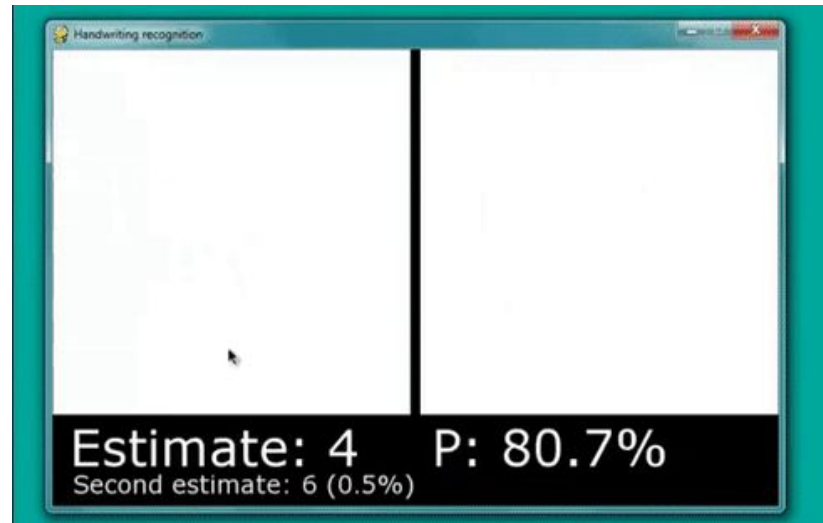 Handwriting recognition
Estimate: 4 P: 80.7%
Second estimate: 6 (0.5%)